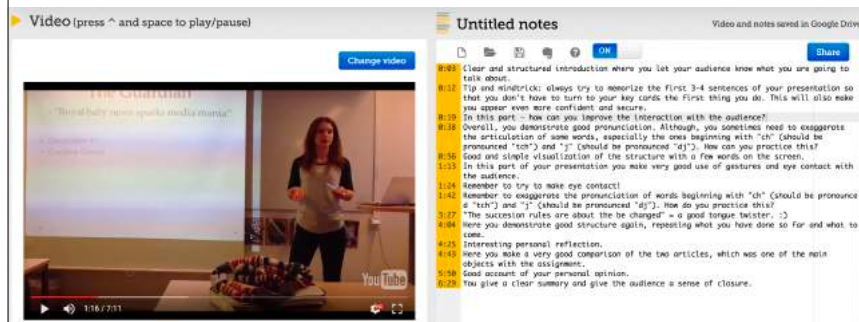 Video (press ^ and space to play/pause)
Change video
The Guardian
"Royal baby news sparks media mania"
YouTube
1:16 / 7:11
Untitled notes
Video and notes saved in Google Drive
ON
Share
0:03 Clear and structured introduction where you let your audience know what you are going to
talk about.
0:12 Tip and mindtrick: always try to memorize the first 3-4 sentences of your presentation so
that you don't have to turn to your key cards the first thing you do. This will also make
you appear even more confident and secure.
0:19 In this part - how can you improve the interaction with the audience?
0:38 Overall, you demonstrate good pronunciation. Although, you sometimes need to exaggerate
the articulation of some words, especially the ones beginning with "ch" (should be
pronounced "tch") and "j" (should be pronounced "dj"). How can you practice this?
0:56 Good and simple visualization of the structure with a few words on the screen.
1:13 In this part of your presentation you make very good use of gestures and eye contact with
the audience.
1:24 Remember to try to make eye contact!
1:42 Remember to exaggerate the pronounciation of words beginning with "ch" (should be pronounce
d "tch") and "j" (should be pronounced "dj"). How do you practice this?
3:27 "The succesion rules are about the be changed" = a good tongue twister. :)
4:04 Here you demonstrate good structure again, repeating what you have done so far and what to
come.
4:25 Interesting personal reflection.
4:43 Here you make a very good comparison of the two articles, which was one of the main
objects with the assignment.
5:50 Good account of your personal opinion.
6:29 You give a clear summary and give the audience a sense of closure.